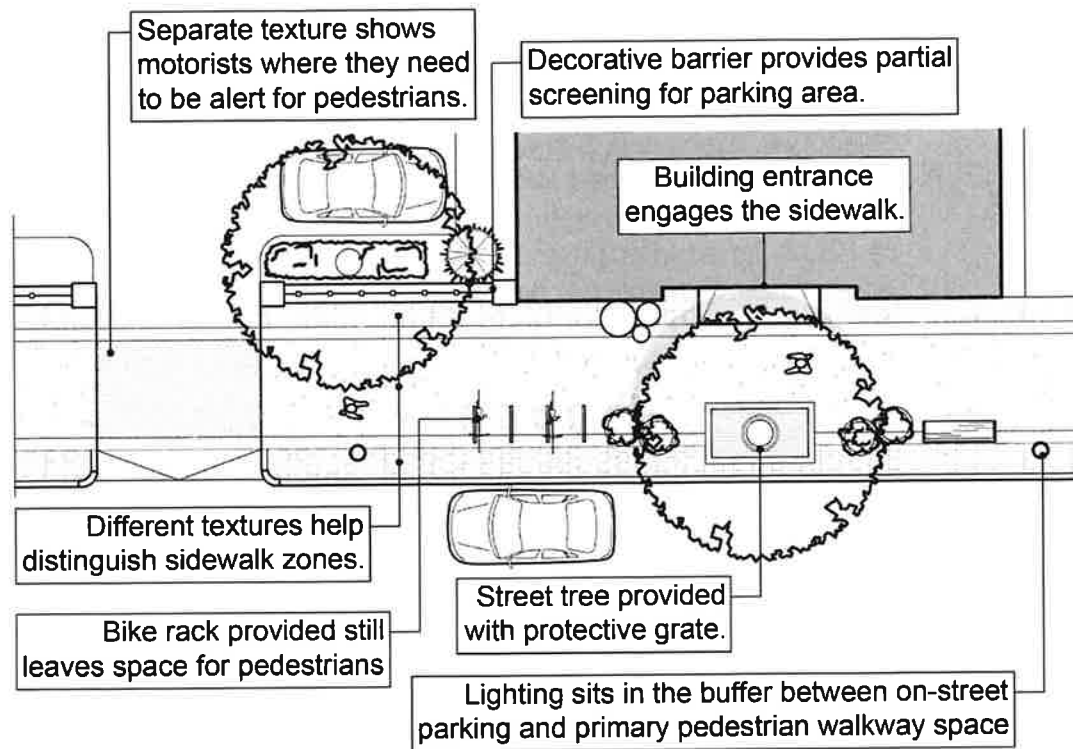 Separate texture shows
motorists where they need
to be alert for pedestrians.
Decorative barrier provides partial
screening for parking area.
Building entrance
engages the sidewalk.
Different textures help
distinguish sidewalk zones.
Bike rack provided still
leaves space for pedestrians
Street tree provided
with protective grate.
Lighting sits in the buffer between on-street
parking and primary pedestrian walkway space